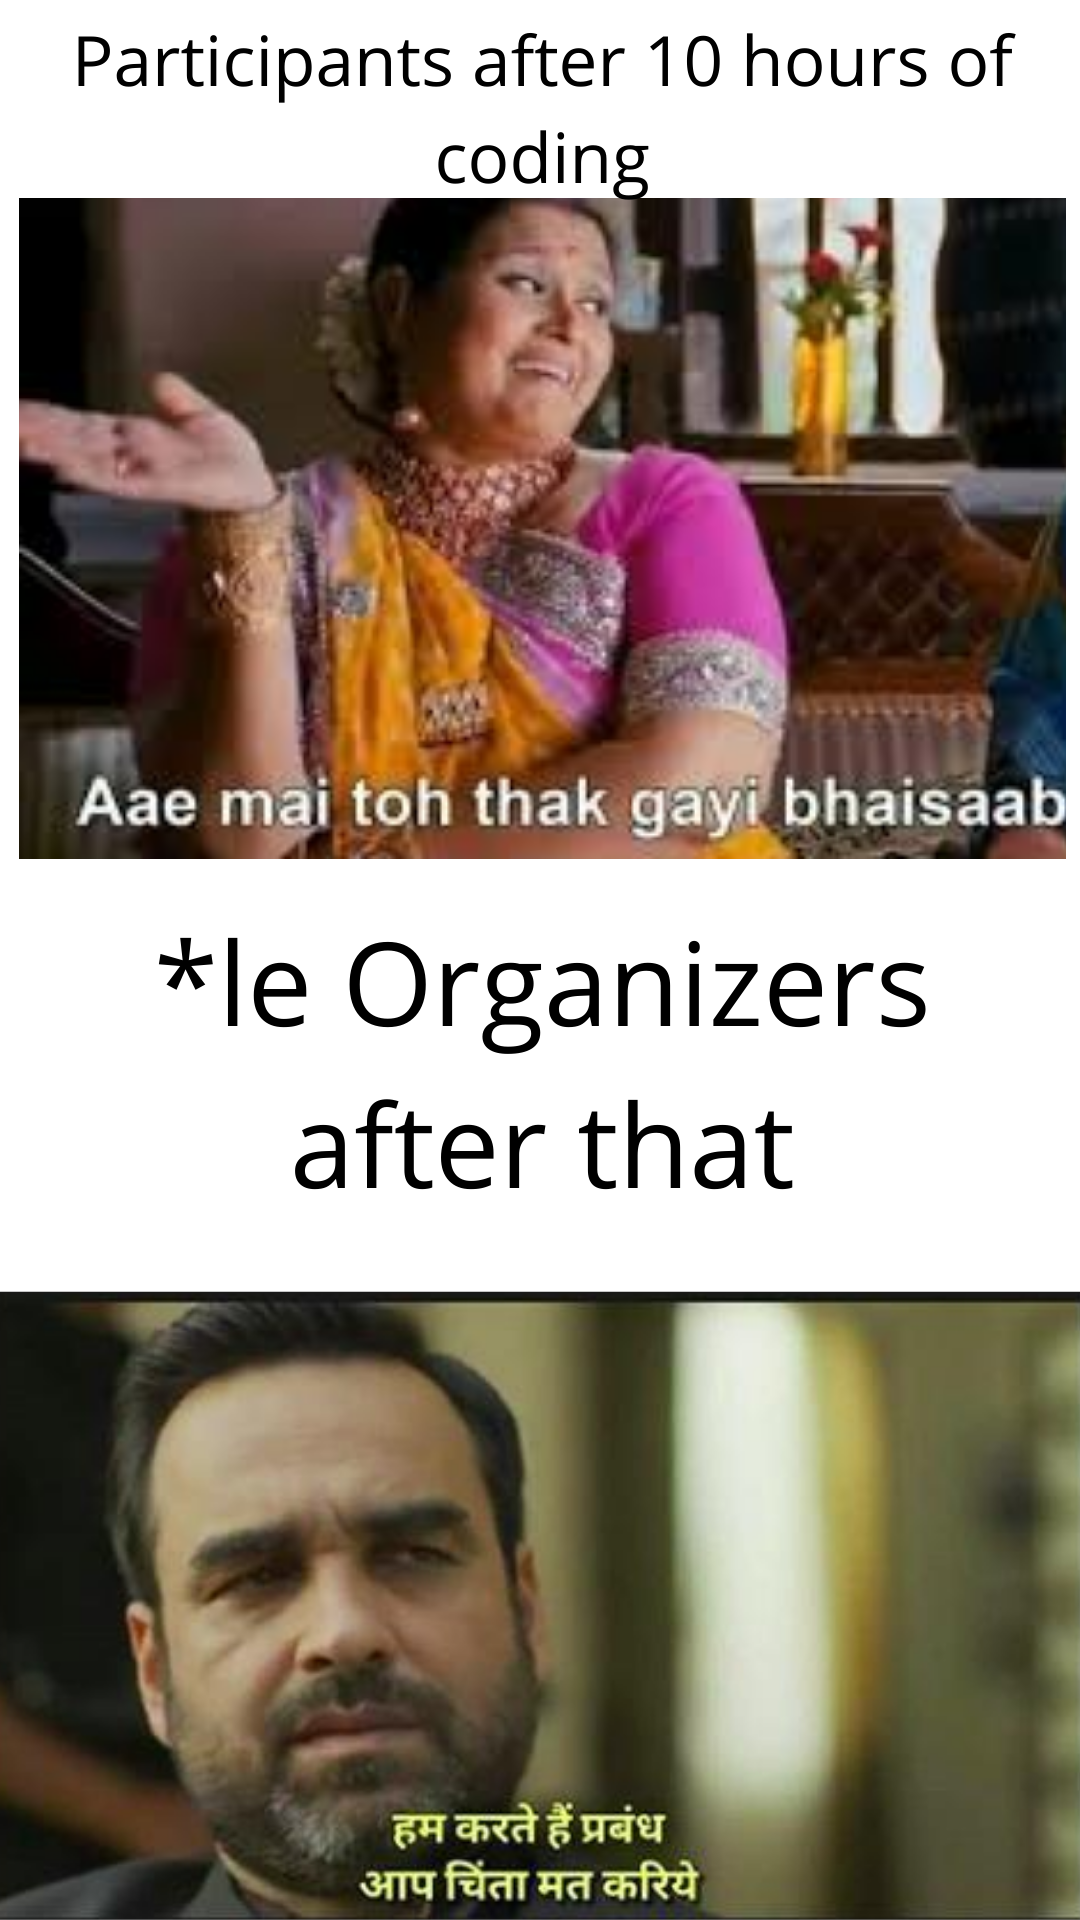 Participants after 10 hours of
coding
Aae mai toh thak gayi bhaisaab
*le Organizers
after that
हम करते हैं प्रबंध
आप चिंता मत करिये